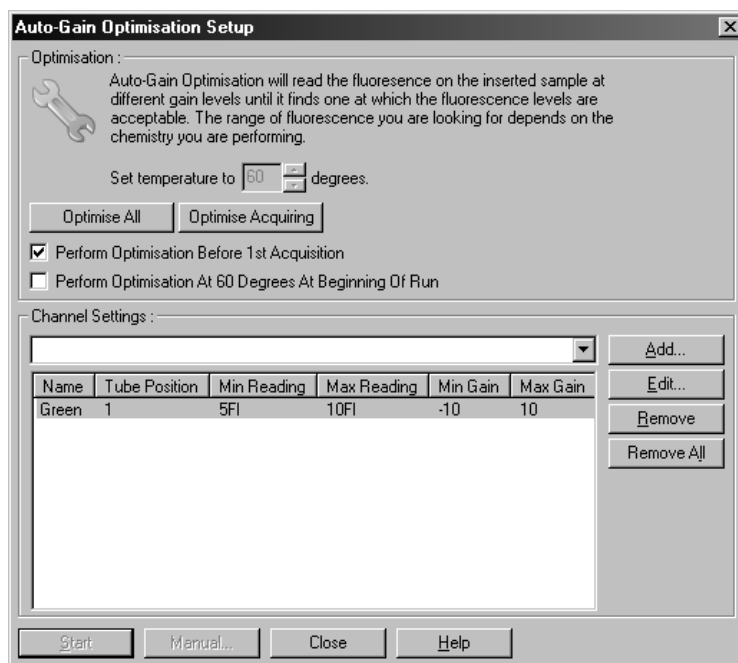 Auto-Gain Optimisation Setup
Optimisation :
Auto-Gain Optimisation will read the fluoresence on the inserted sample at
different gain levels until it finds one at which the fluorescence levels are
acceptable. The range of fluorescence you are looking for depends on the
chemistry you are performing.
Set temperature to 60 degrees.
Optimise All Optimise Acquiring
Perform Optimisation Before 1st Acquisition
Perform Optimisation At 60 Degrees At Beginning Of Run
Channel Settings :
Add...
Name Tube Position Min Reading Max Reading Min Gain Max Gain
Edit...
Green 1 5Fl 10Fl -10 10
Remove
Remove All
Start Manual... Close Help